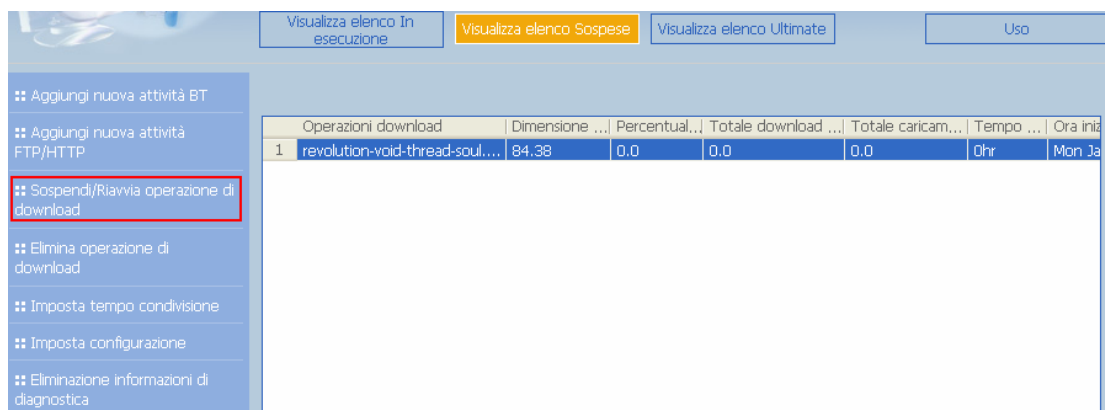 Visualizza elenco In
esecuzione
Visualizza elenco Sospese
Visualizza elenco Ultimate
Uso
Aggiungi nuova attività BT
Aggiungi nuova attività
FTP/HTTP
Sospendi/Riavvia operazione di
download
Elimina operazione di
download
Imposta tempo condivisione
Imposta configurazione
Eliminazione informazioni di
diagnostica
Operazioni download Dimensione ... Percentual... Totale download ... Totale caricam... Tempo ... Ora iniz
1 revolution-void-thread-soul.... 84.38 0.0 0.0 0.0 0hr Mon Ja